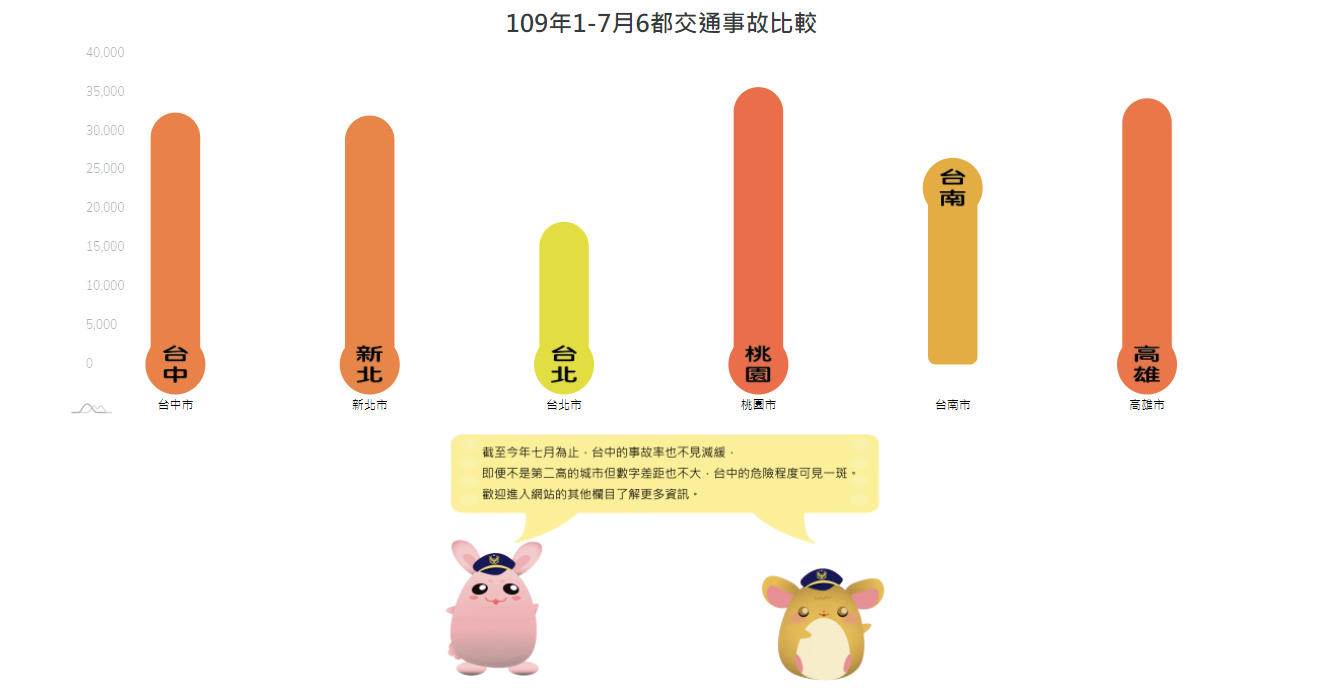 109年1-7月6都交通事故比較
40,000
35,000
30,000
25,000
20,000
15,000
10,000
5,000
0
台中
新北
台北
桃園
台南
高雄
台中市
新北市
台北市
桃園市
台南市
高雄市
截至今年七月為止，台中的事故率也不見減緩，
即便不是第二高的城市但數字差距也不大，台中的危險程度可見一斑。
歡迎進入網站的其他欄目了解更多資訊。